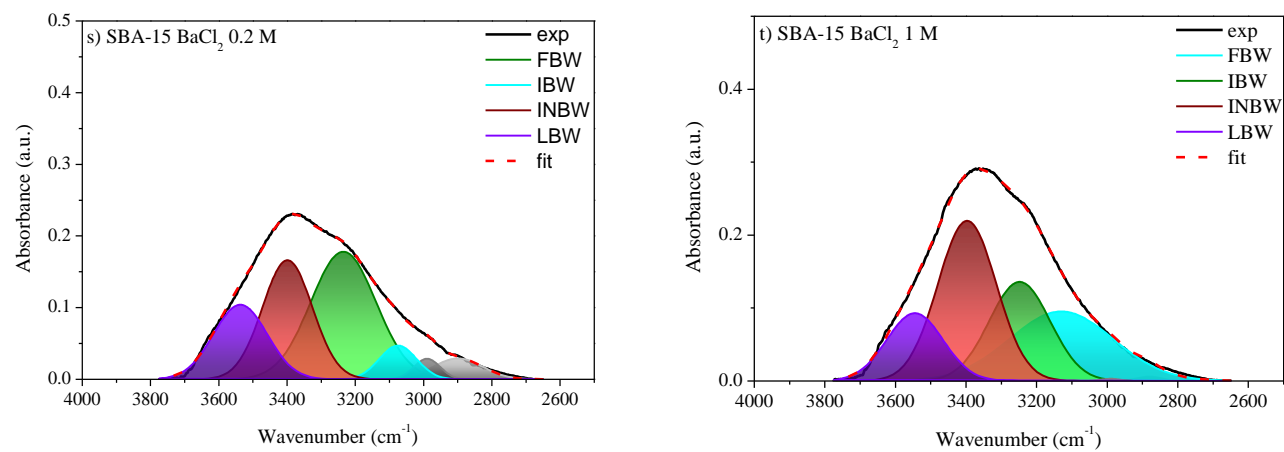 s) SBA-15 BaCl₂ 0.2 M
exp
FBW
IBW
INBW
LBW
fit
0.5
0.4
0.3
0.2
0.1
0.0
Absorbance (a.u.)
4000 3800 3600 3400 3200 3000 2800 2600
Wavenumber (cm⁻¹)
t) SBA-15 BaCl₂ 1 M
exp
FBW
IBW
INBW
LBW
fit
0.4
0.2
0.0
Absorbance (a.u.)
4000 3800 3600 3400 3200 3000 2800 2600
Wavenumber (cm⁻¹)